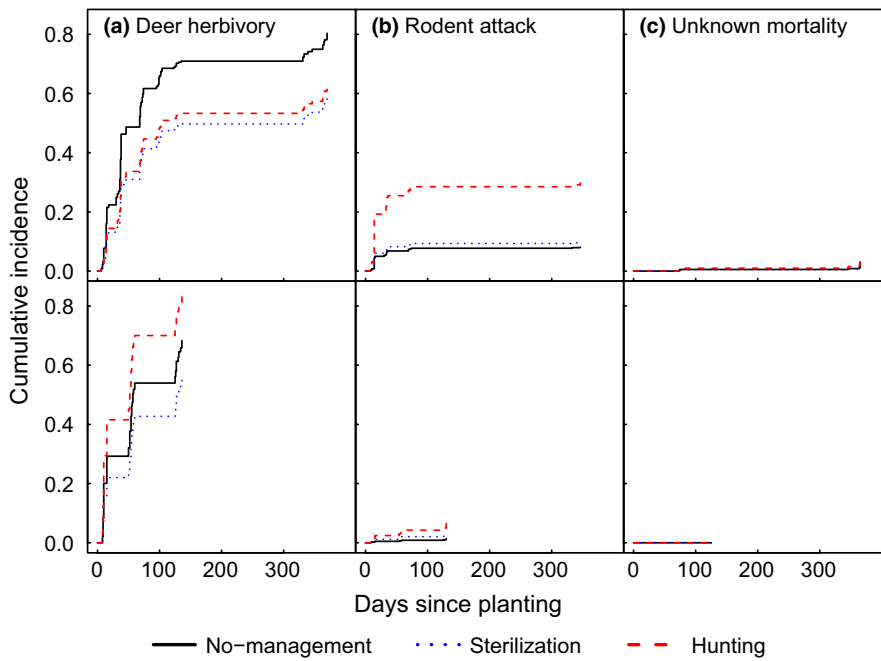 (a) Deer herbivory
(b) Rodent attack
(c) Unknown mortality
Cumulative incidence
0.8
0.6
0.4
0.2
0.0
0.8
0.6
0.4
0.2
0.0
0 100 200 300
0 100 200 300
0 100 200 300
Days since planting
No−management
Sterilization
Hunting